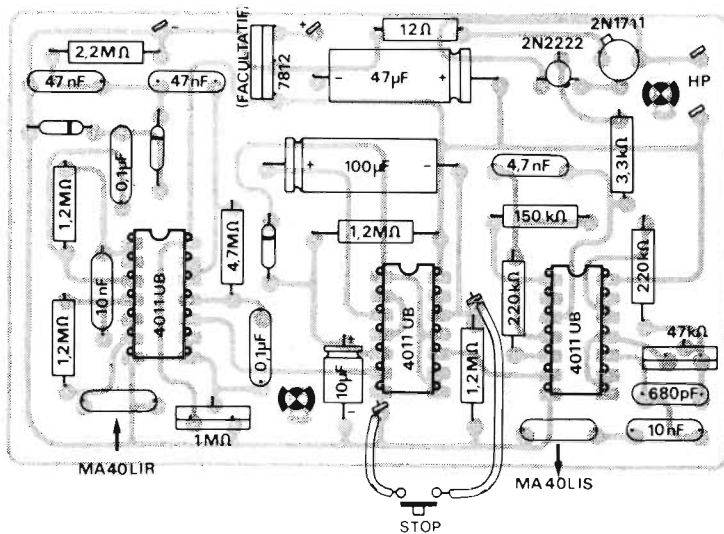 -
+
2,2MΩ
(FACULTATIF)
7812
12Ω
2N1711
2N2222
47nF
47nF
-
47µF
+
HP
0,1µF
+
100µF
-
4,7nF
3,3kΩ
1,2MΩ
150kΩ
4,7MΩ
1,2MΩ
220kΩ
10nF
4011UB
220kΩ
1,2MΩ
4011UB
4011UB
47kΩ
0,1µF
1,2MΩ
+
10µF
-
680pF
10nF
1MΩ
MA40LIR
MA40LIS
STOP